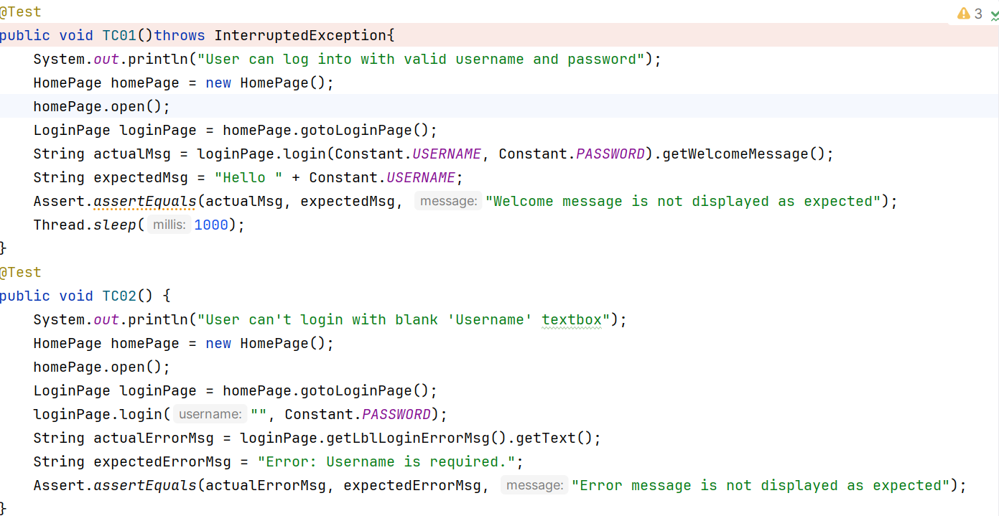 @Test
3
public void TC01()throws InterruptedException{
    System.out.println("User can log into with valid username and password");
    HomePage homePage = new HomePage();
    homePage.open();
    LoginPage loginPage = homePage.gotoLoginPage();
    String actualMsg = loginPage.login(Constant.USERNAME, Constant.PASSWORD).getWelcomeMessage();
    String expectedMsg = "Hello " + Constant.USERNAME;
    Assert.assertEquals(actualMsg, expectedMsg, message: "Welcome message is not displayed as expected");
    Thread.sleep( millis: 1000);
}
@Test
public void TC02() {
    System.out.println("User can't login with blank 'Username' textbox");
    HomePage homePage = new HomePage();
    homePage.open();
    LoginPage loginPage = homePage.gotoLoginPage();
    loginPage.login( username: "", Constant.PASSWORD);
    String actualErrorMsg = loginPage.getLblLoginErrorMsg().getText();
    String expectedErrorMsg = "Error: Username is required.";
    Assert.assertEquals(actualErrorMsg, expectedErrorMsg, message: "Error message is not displayed as expected");
}